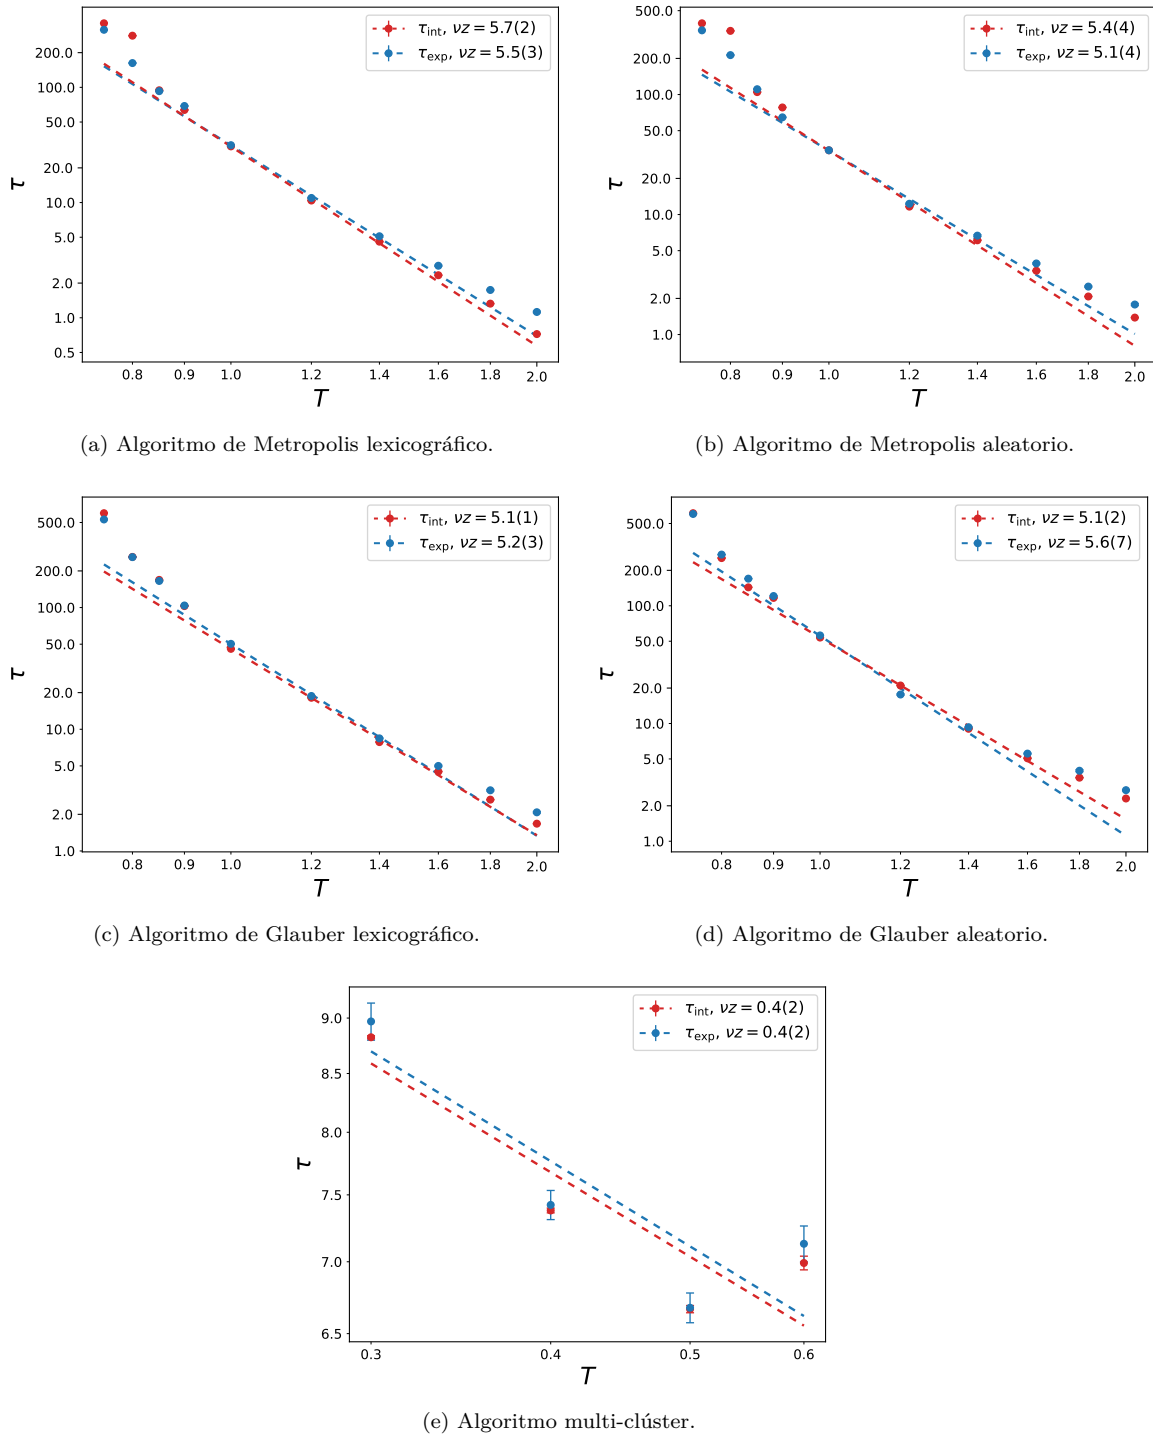 200.0
100.0
50.0
20.0
10.0
5.0
2.0
1.0
0.5
τ
0.8 0.9 1.0 1.2 1.4 1.6 1.8 2.0
T
τint, νz = 5.7(2)
τexp, νz = 5.5(3)
(a) Algoritmo de Metropolis lexicográfico.
500.0
200.0
100.0
50.0
20.0
10.0
5.0
2.0
1.0
τ
0.8 0.9 1.0 1.2 1.4 1.6 1.8 2.0
T
τint, νz = 5.4(4)
τexp, νz = 5.1(4)
(b) Algoritmo de Metropolis aleatorio.
500.0
200.0
100.0
50.0
20.0
10.0
5.0
2.0
1.0
τ
0.8 0.9 1.0 1.2 1.4 1.6 1.8 2.0
T
τint, νz = 5.1(1)
τexp, νz = 5.2(3)
(c) Algoritmo de Glauber lexicográfico.
500.0
200.0
100.0
50.0
20.0
10.0
5.0
2.0
1.0
τ
0.8 0.9 1.0 1.2 1.4 1.6 1.8 2.0
T
τint, νz = 5.1(2)
τexp, νz = 5.6(7)
(d) Algoritmo de Glauber aleatorio.
9.0
8.5
8.0
7.5
7.0
6.5
τ
0.3 0.4 0.5 0.6
T
τint, νz = 0.4(2)
τexp, νz = 0.4(2)
(e) Algoritmo multi-clúster.